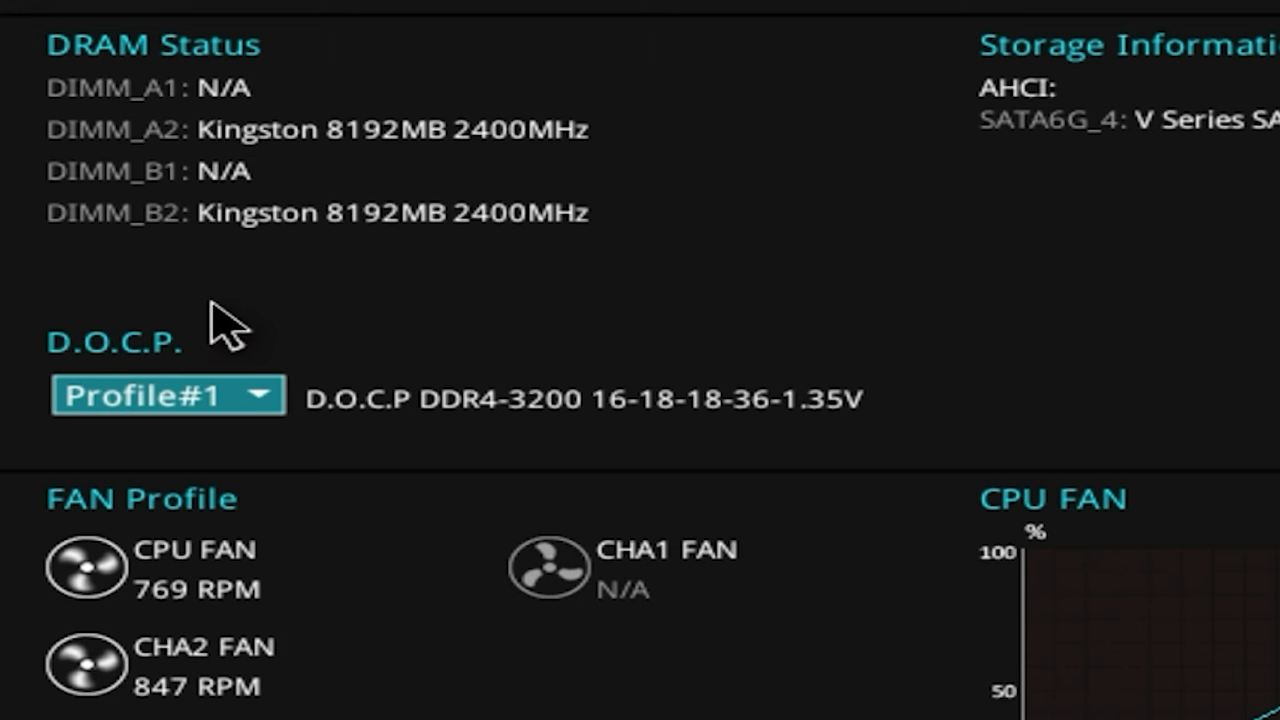 DRAM Status
DIMM_A1: N/A
DIMM_A2: Kingston 8192MB 2400MHz
DIMM_B1: N/A
DIMM_B2: Kingston 8192MB 2400MHz
Storage
AHCI:
SATA6G_4: V Series
D.O.C.P.
Profile#1 D.O.C.P DDR4-3200 16-18-18-36-1.35V
FAN Profile
CPU FAN
769 RPM
CHA1 FAN
N/A
CHA2 FAN
847 RPM
CPU FAN
%
100
50